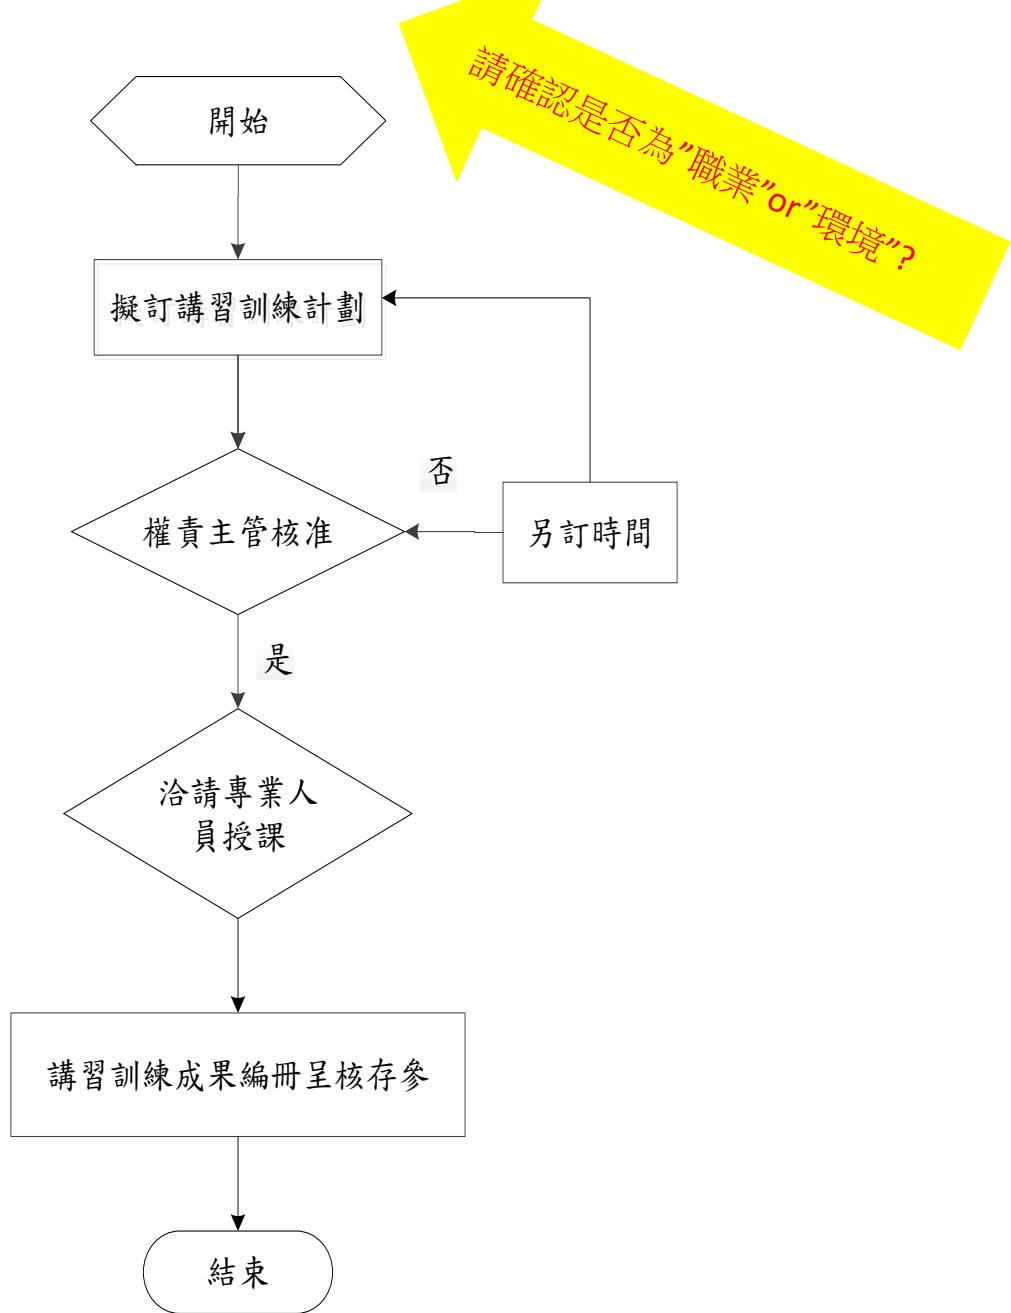 請確認是否為”職業”or”環境”?
開始
擬訂講習訓練計劃
否
權責主管核准
另訂時間
是
洽請專業人
員授課
講習訓練成果編冊呈核存參
結束